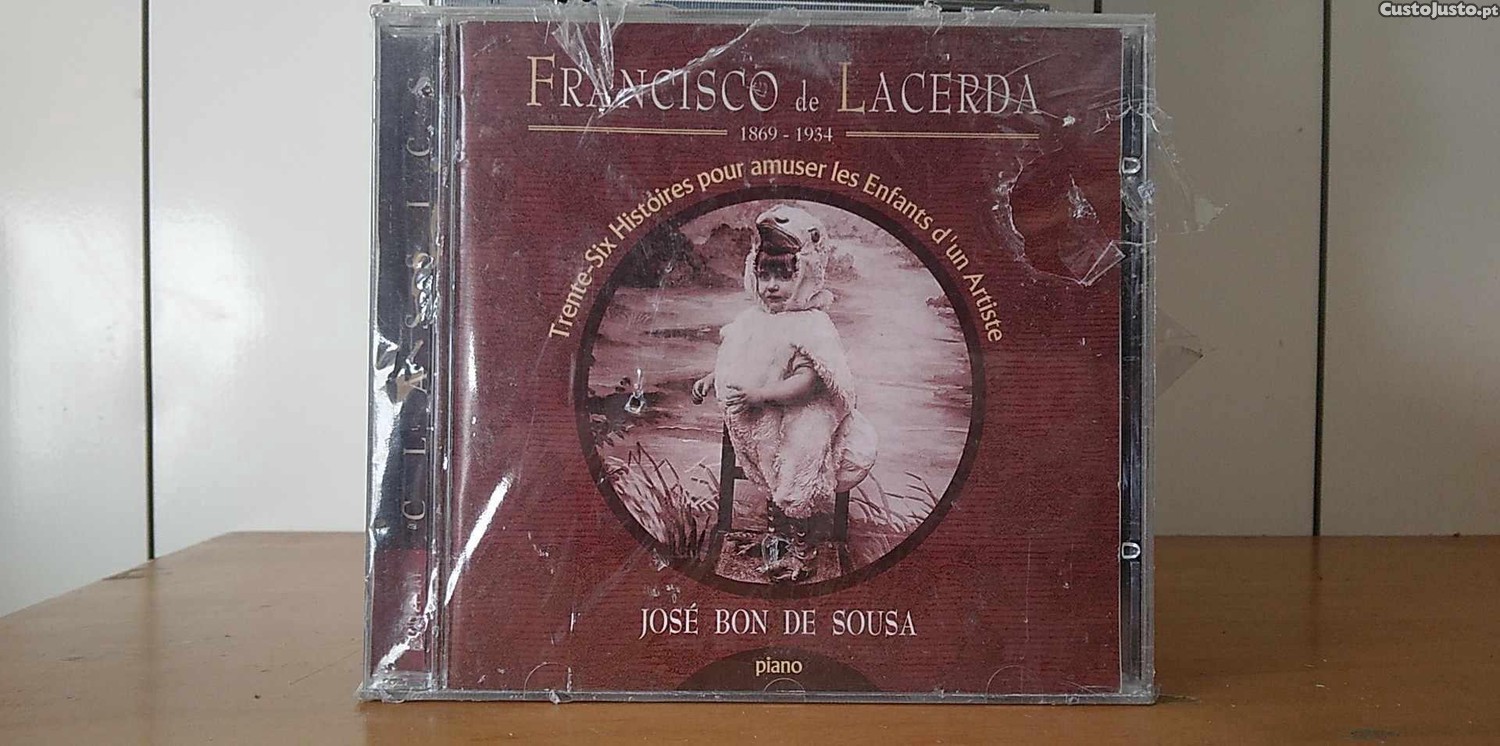 CustoJusto.pt
FRANCISCO de LACERDA
1869 - 1934
Trente-Six Histoires pour amuser les Enfants d'un Artiste
JOSÉ BON DE SOUSA
piano
CLASSICS